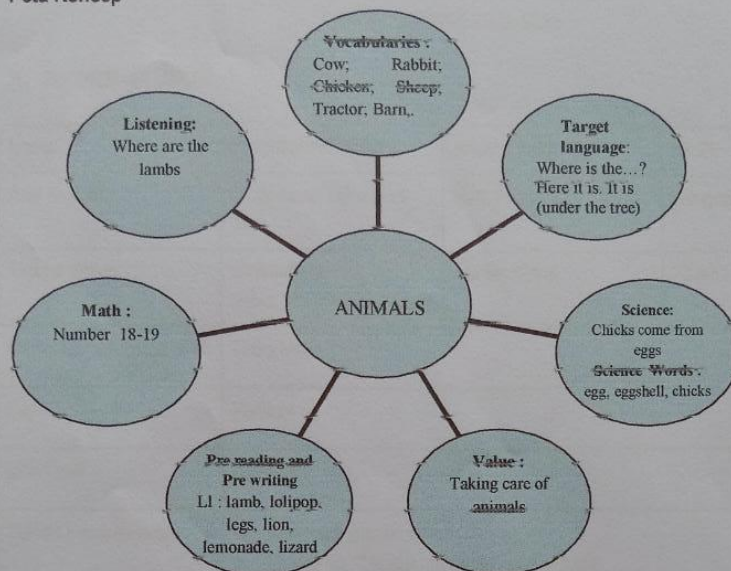 Vocabularies :
Cow; Rabbit;
Chicken; Sheep;
Tractor; Barn,.
Listening:
Where are the
lambs
Target
language:
Where is the...?
Here it is. It is
(under the tree)
ANIMALS
Math :
Number 18-19
Science:
Chicks come from
eggs
Science Words :
egg, eggshell, chicks
Pre reading and
Pre writing
Ll : lamb, lolipop,
legs, lion,
lemonade, lizard
Value :
Taking care of
animals